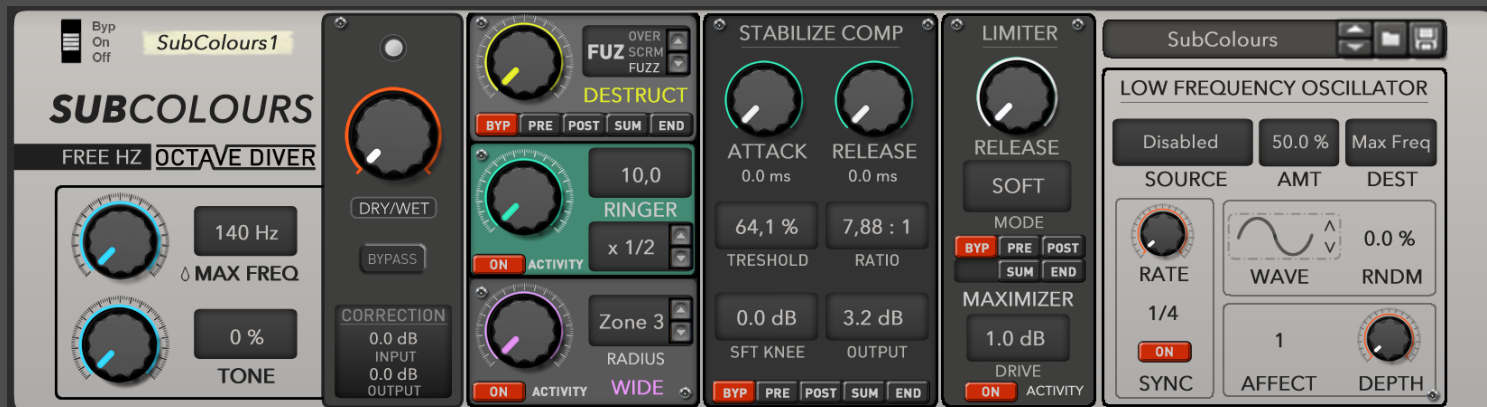 Byp
On
Off
SubColours1
SUBCOLOURS
FREE HZ OCTAVE DIVER
140 Hz
MAX FREQ
0 %
TONE
DRY/WET
BYPASS
CORRECTION
0.0 dB
INPUT
0.0 dB
OUTPUT
FUZ
OVER
SCRM
FUZZ
DESTRUCT
BYP PRE POST SUM END
10,0
RINGER
x 1/2
ON ACTIVITY
Zone 3
RADIUS
ON ACTIVITY WIDE
STABILIZE COMP
ATTACK RELEASE
0.0 ms 0.0 ms
64,1 % 7,88 : 1
TRESHOLD RATIO
0.0 dB 3.2 dB
SFT KNEE OUTPUT
BYP PRE POST SUM END
LIMITER
RELEASE
SOFT
MODE
BYP PRE POST
SUM END
MAXIMIZER
1.0 dB
DRIVE
ON ACTIVITY
SubColours
LOW FREQUENCY OSCILLATOR
Disabled 50.0 % Max Freq
SOURCE AMT DEST
RATE
1/4
ON
SYNC
0.0 %
WAVE RNDM
1
AFFECT DEPTH